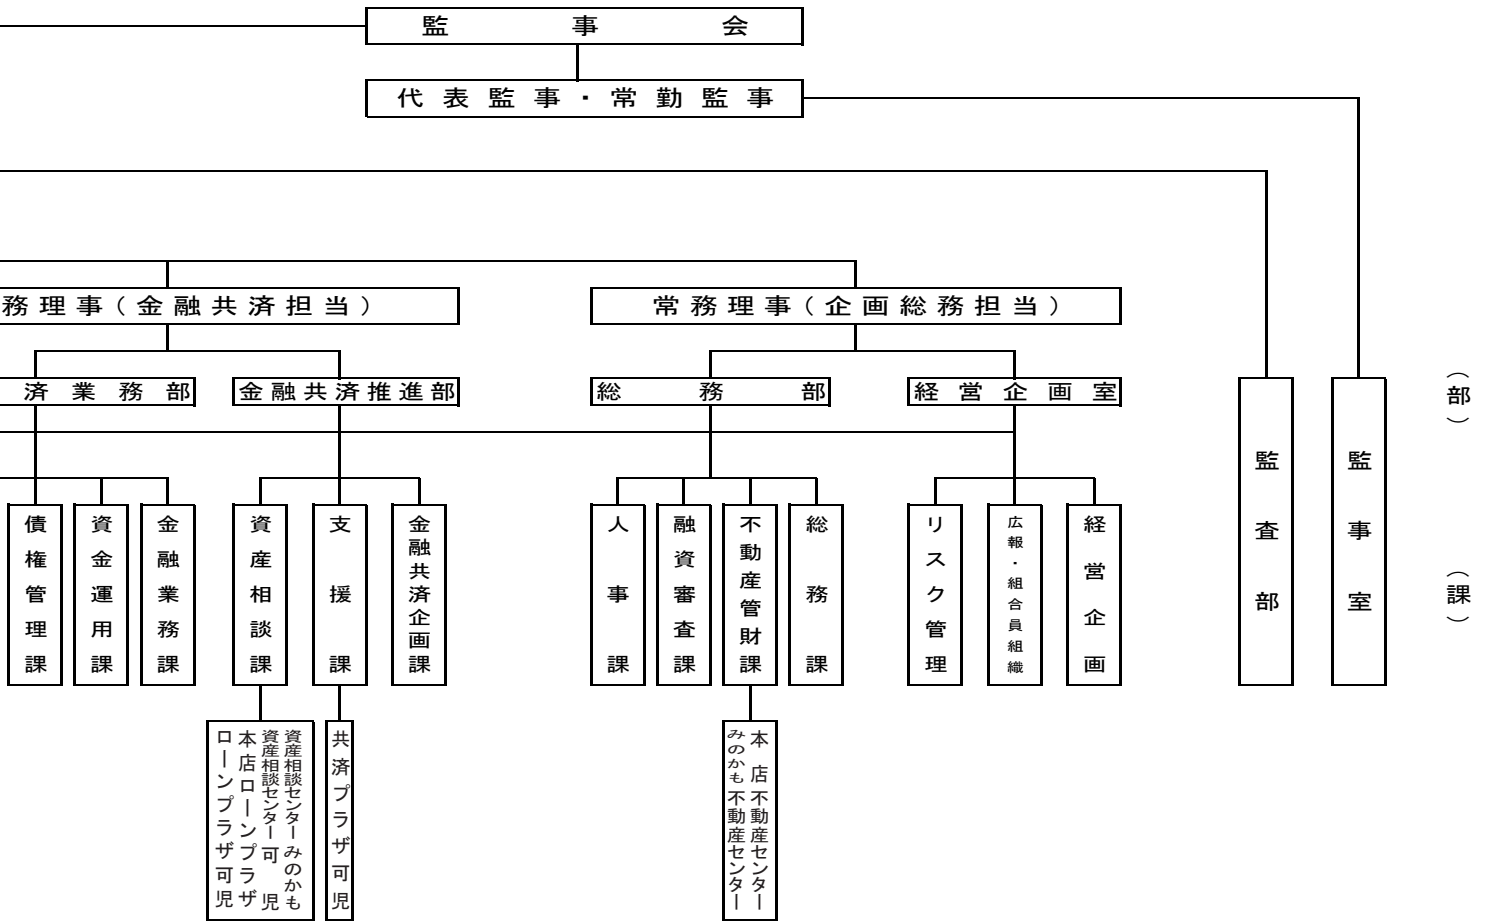 監事会
代表監事・常勤監事
務理事(金融共済担当)
常務理事(企画総務担当)
済業務部
金融共済推進部
総務部
経営企画室
監査部
監事室
(部)
(課)
債権管理課
資金運用課
金融業務課
資産相談課
支援課
金融共済企画課
人事課
融資審査課
不動産管財課
総務課
リスク管理
広報・組合員組織
経営企画
資産相談センターみのかも
資産相談センター可児
本店ローンプラザ
ローンプラザ可児
共済プラザ可児
本店不動産センター
みのかも不動産センター